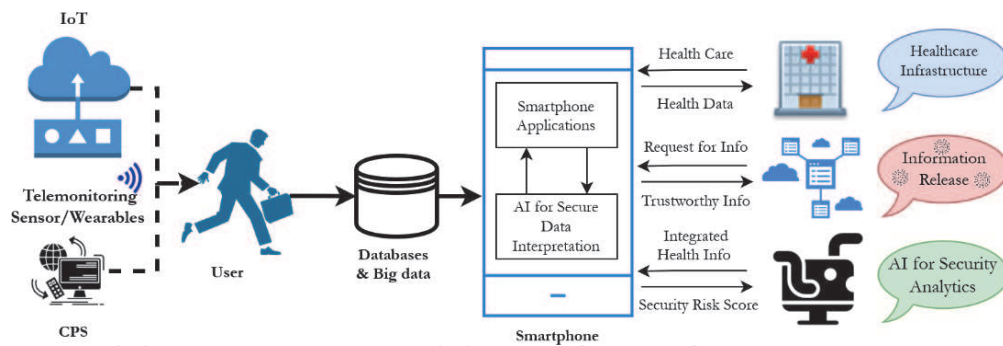 IoT
Telemonitoring
Sensor/Wearables
CPS
User
Databases
& Big data
Smartphone
Applications
AI for Secure
Data
Interpretation
Smartphone
Health Care
Health Data
Request for Info
Trustworthy Info
Integrated
Health Info
Security Risk Score
Healthcare
Infrastructure
Information
Release
AI for Security
Analytics